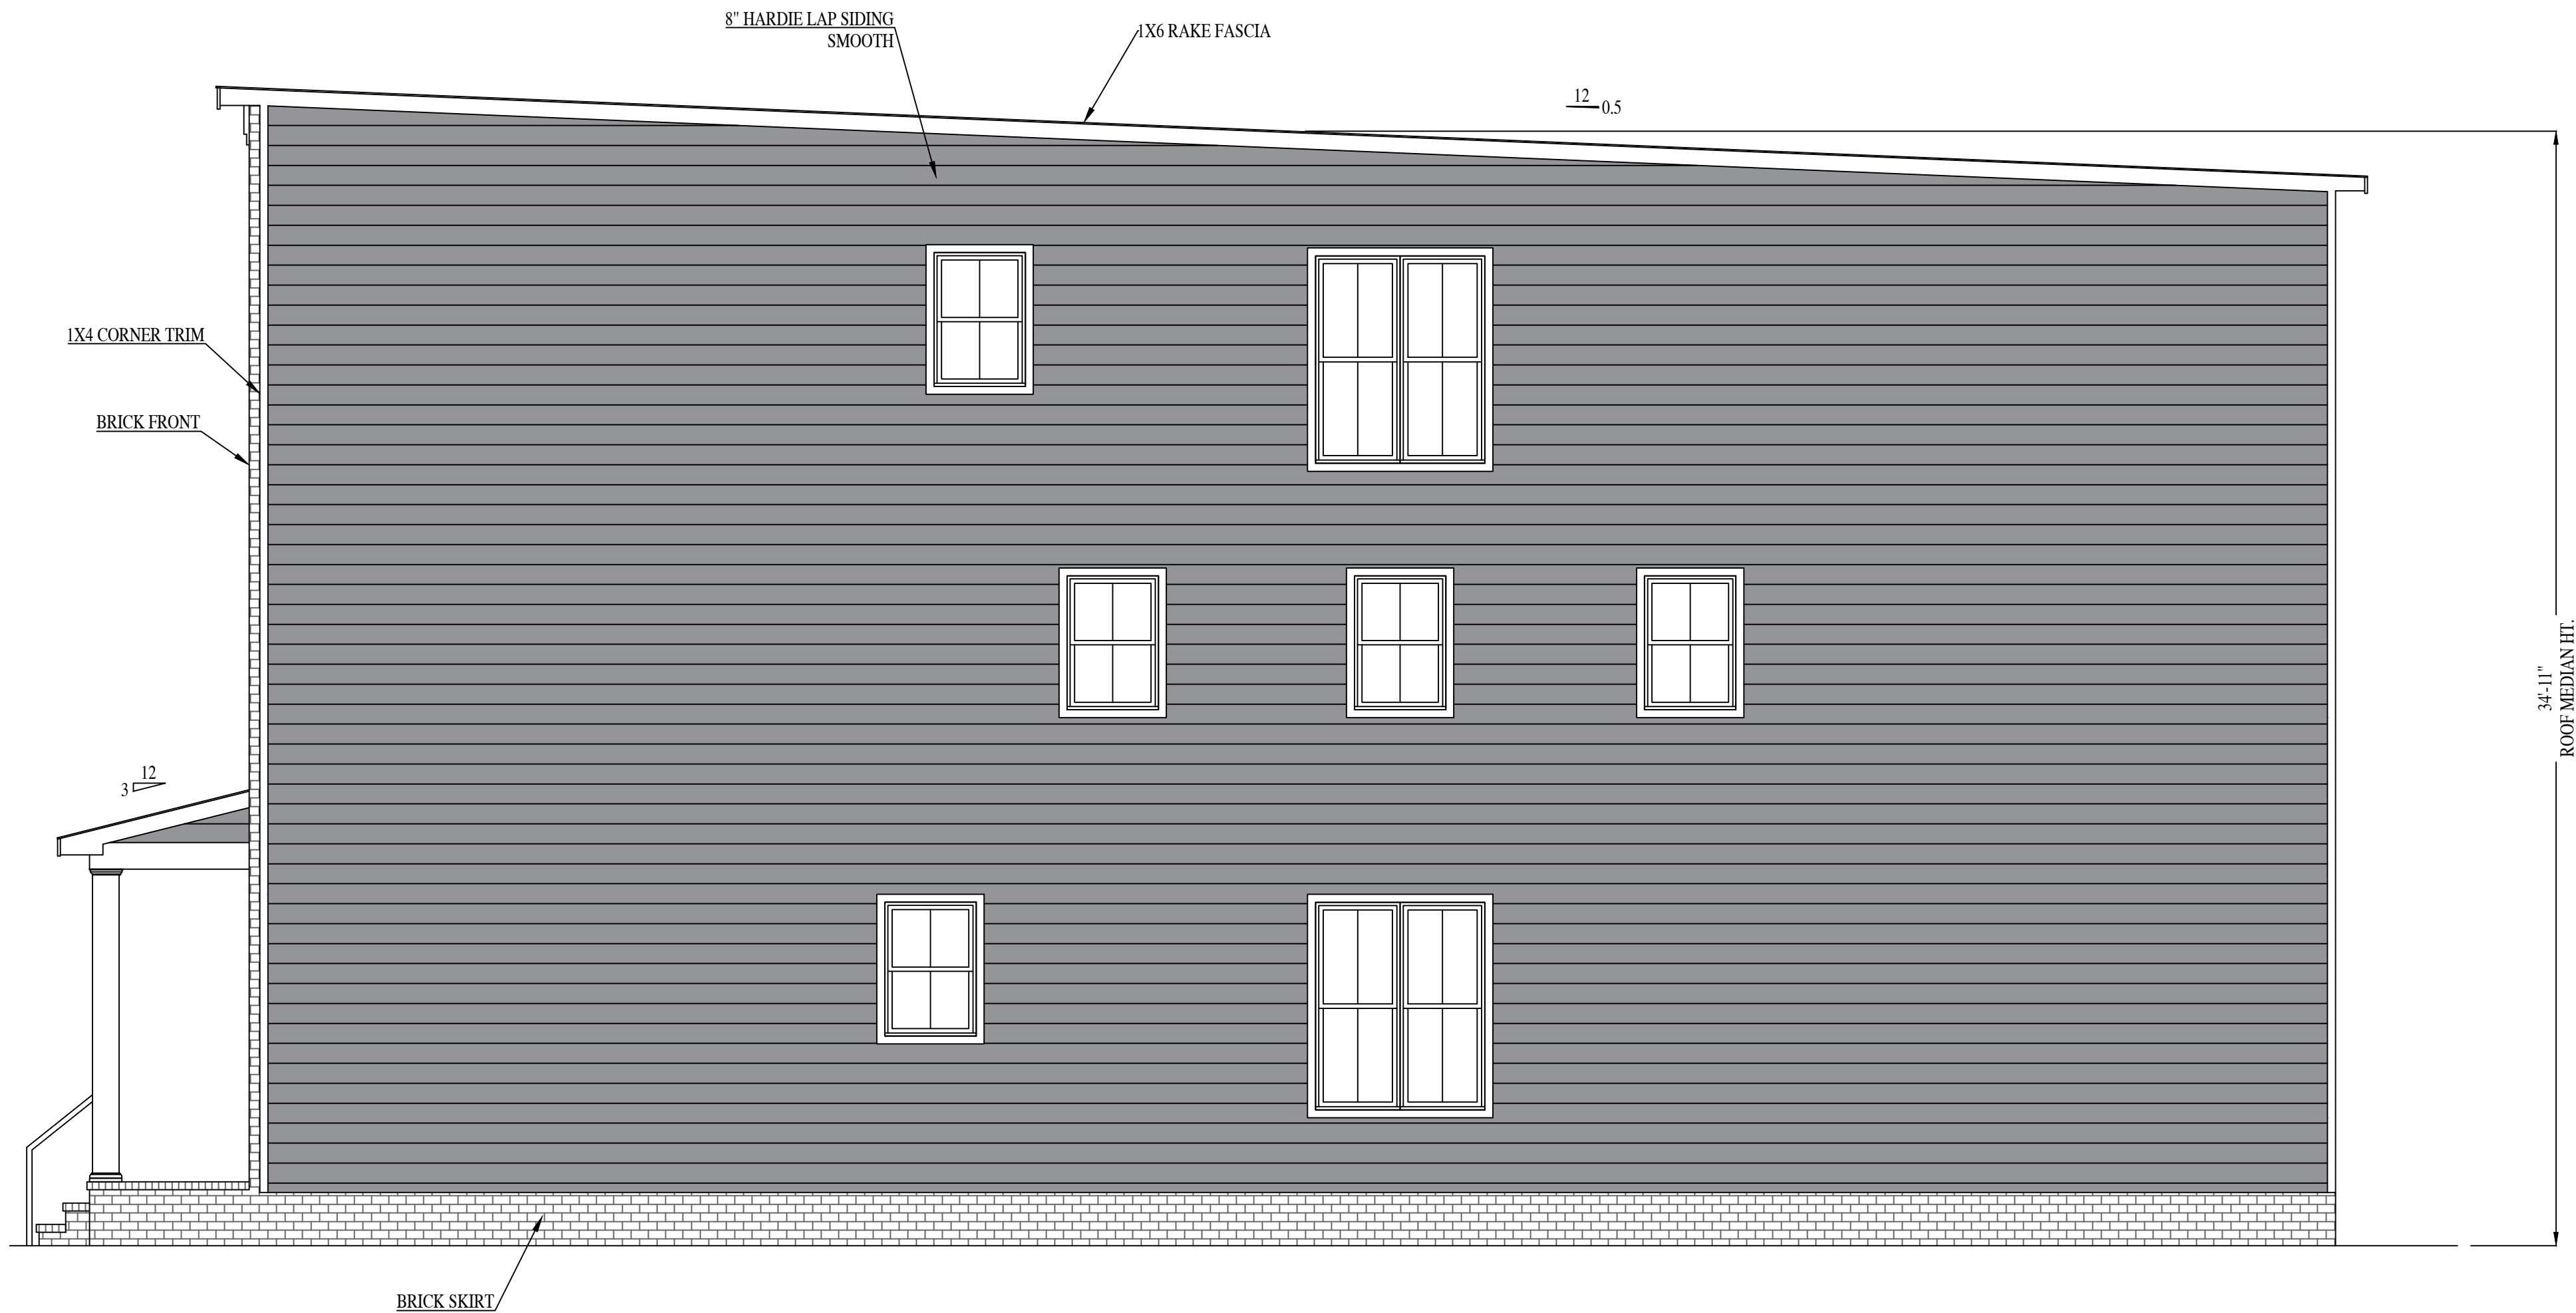 8" HARDIE LAP SIDING
SMOOTH
1X6 RAKE FASCIA
12
0.5
1X4 CORNER TRIM
BRICK FRONT
34'-11"
ROOF MEDIAN HT.
12
3
BRICK SKIRT